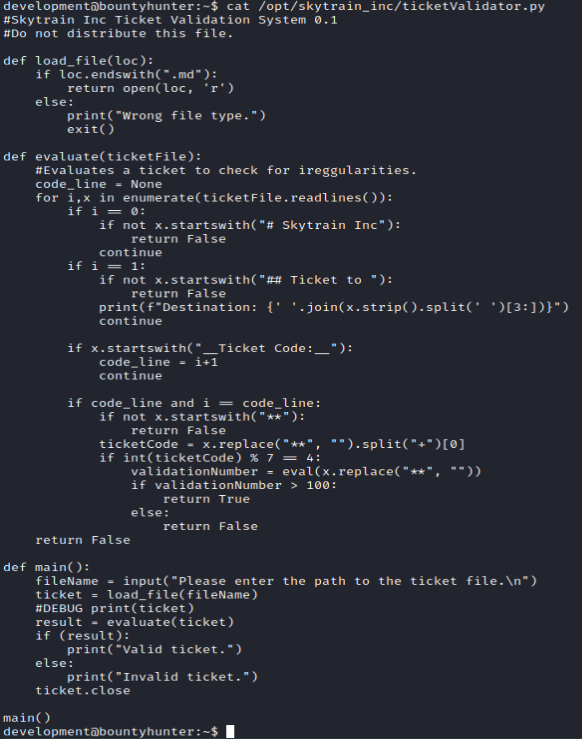 development@bountyhunter:~$ cat /opt/skytrain_inc/ticketValidator.py
#Skytrain Inc Ticket Validation System 0.1
#Do not distribute this file.

def load_file(loc):
    if loc.endswith(".md"):
        return open(loc, 'r')
    else:
        print("Wrong file type.")
        exit()

def evaluate(ticketFile):
    #Evaluates a ticket to check for ireggularities.
    code_line = None
    for i,x in enumerate(ticketFile.readlines()):
        if i == 0:
            if not x.startswith("# Skytrain Inc"):
                return False
            continue
        if i == 1:
            if not x.startswith("## Ticket to "):
                return False
            print(f"Destination: {' '.join(x.strip().split(' ')[3:])}")
            continue

        if x.startswith("__Ticket Code:__"):
            code_line = i+1
            continue

        if code_line and i == code_line:
            if not x.startswith("**"):
                return False
            ticketCode = x.replace("**", "").split("+")[0]
            if int(ticketCode) % 7 == 4:
                validationNumber = eval(x.replace("**", ""))
                if validationNumber > 100:
                    return True
                else:
                    return False
    return False

def main():
    fileName = input("Please enter the path to the ticket file.\n")
    ticket = load_file(fileName)
    #DEBUG print(ticket)
    result = evaluate(ticket)
    if (result):
        print("Valid ticket.")
    else:
        print("Invalid ticket.")
    ticket.close

main()
development@bountyhunter:~$